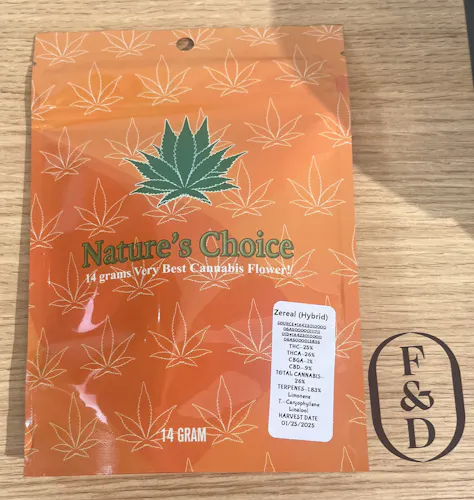 Nature's Choice
14 grams Very Best Cannabis Flower!
Zereal (Hybrid)
THC-25%
THCA-26%
CBGA-1%
CBD-.9%
TOTAL CANNABIS-
26%
TERPENES-1.83%
Limonene
T.-Caryophyllene
Linalool
HARVEST DATE
01/25/2025
14 GRAM
F
&
D